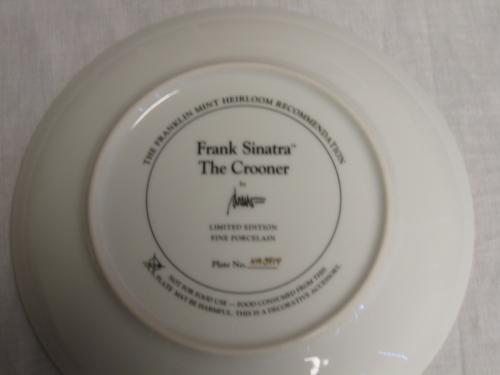 THE FRANKLIN MINT HEIRLOOM RECOMMENDATION
Frank Sinatra™
The Crooner
by
LIMITED EDITION
FINE PORCELAIN
Plate No.
NOT FOR FOOD USE — FOOD CONSUMED FROM THIS
PLATE MAY BE HARMFUL. THIS IS A DECORATIVE ACCESSORY.